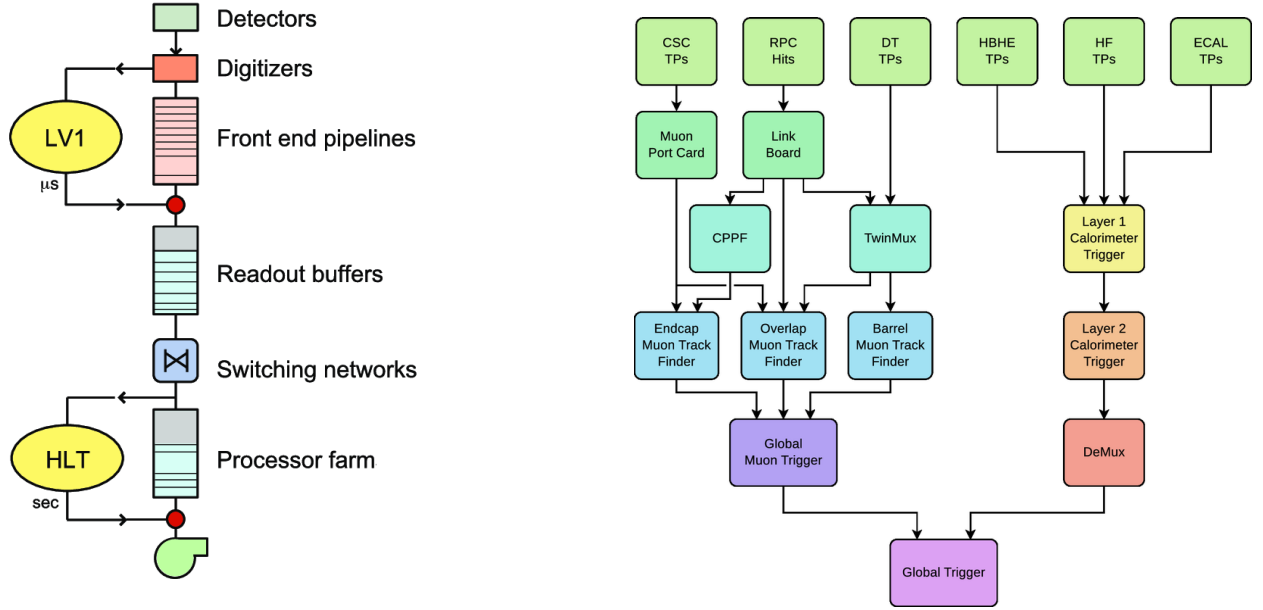 Detectors
Digitizers
LV1
Front end pipelines
μs
Readout buffers
Switching networks
HLT
Processor farm
sec
CSC
TPs
RPC
Hits
DT
TPs
HBHE
TPs
HF
TPs
ECAL
TPs
Muon
Port Card
Link
Board
CPPF
TwinMux
Layer 1
Calorimeter
Trigger
Endcap
Muon Track
Finder
Overlap
Muon Track
Finder
Barrel
Muon Track
Finder
Layer 2
Calorimeter
Trigger
Global
Muon Trigger
DeMux
Global Trigger